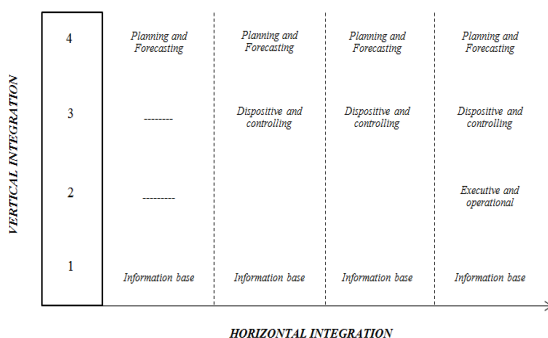 VERTICAL INTEGRATION
4
Planning and
Forecasting
Planning and
Forecasting
Planning and
Forecasting
Planning and
Forecasting
3
--------
Dispositive and
controlling
Dispositive and
controlling
Dispositive and
controlling
2
---------
Executive and
operational
1
Information base
Information base
Information base
Information base
HORIZONTAL INTEGRATION